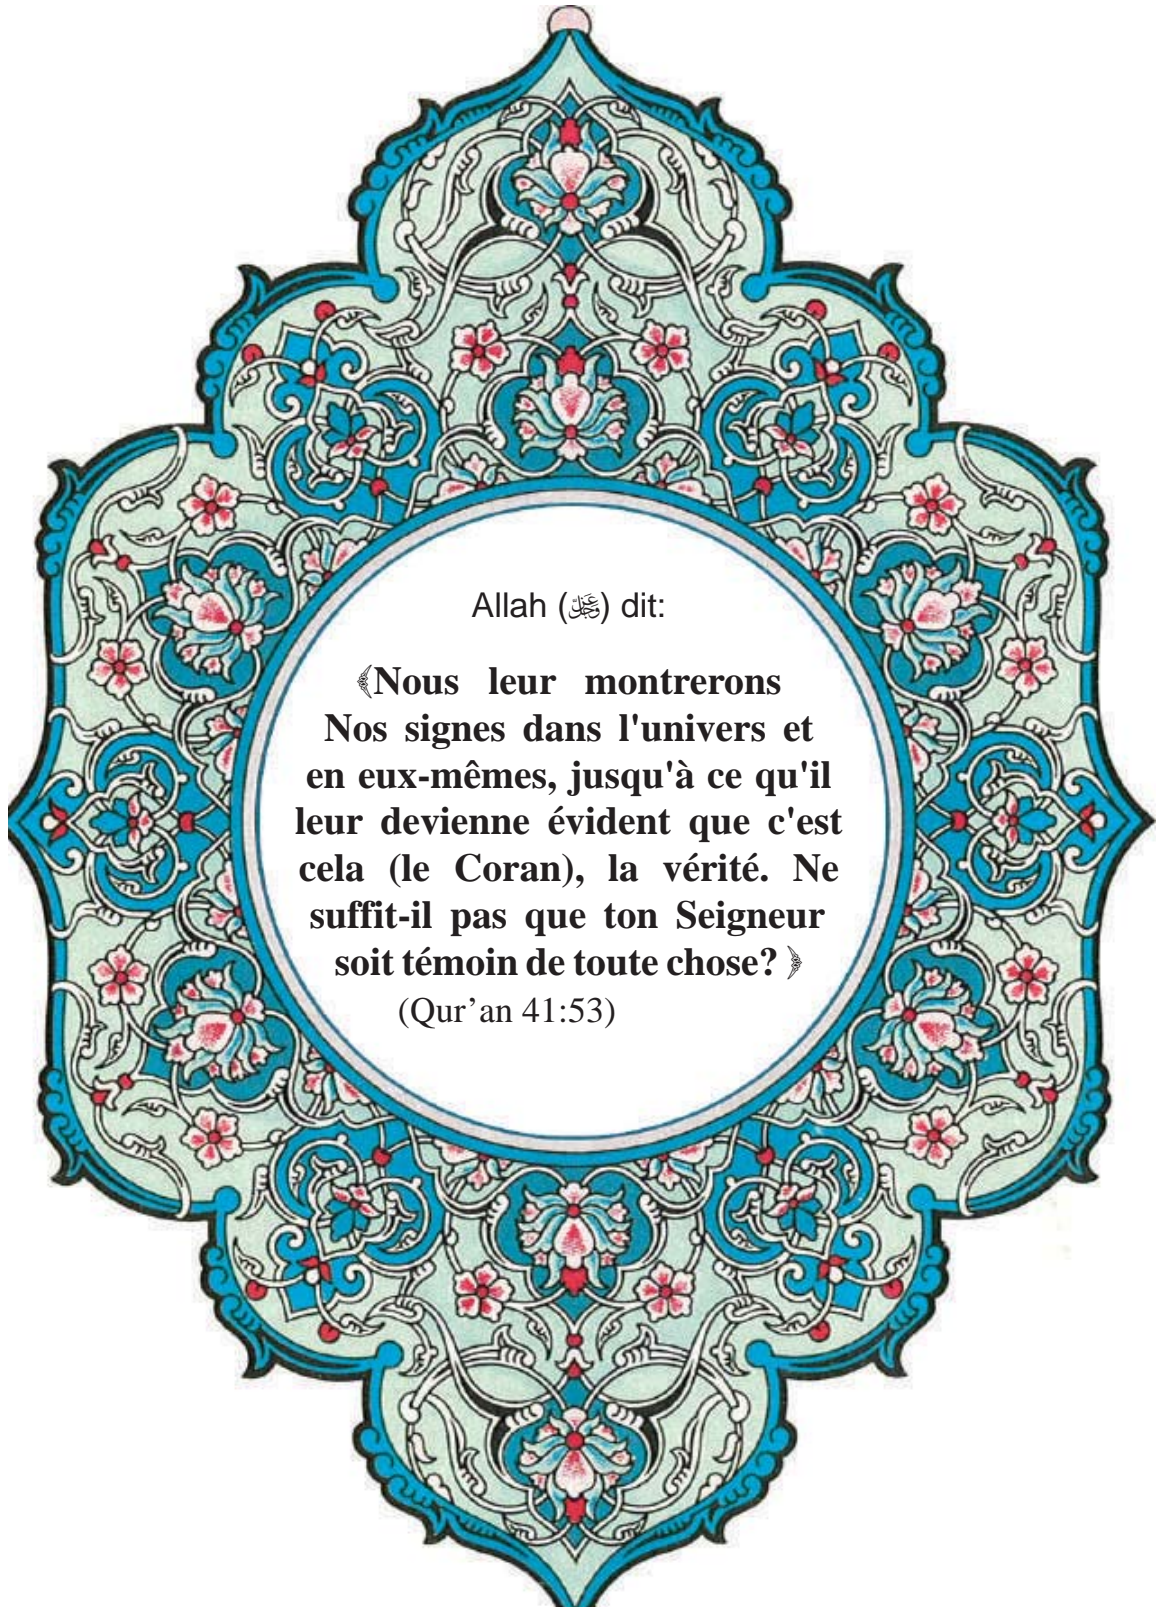 Allah (عَزَّ وَجَلَّ) dit:
﴾Nous leur montrerons
Nos signes dans l'univers et
en eux-mêmes, jusqu'à ce qu'il
leur devienne évident que c'est
cela (le Coran), la vérité. Ne
suffit-il pas que ton Seigneur
soit témoin de toute chose? ﴿
(Qur’an 41:53)